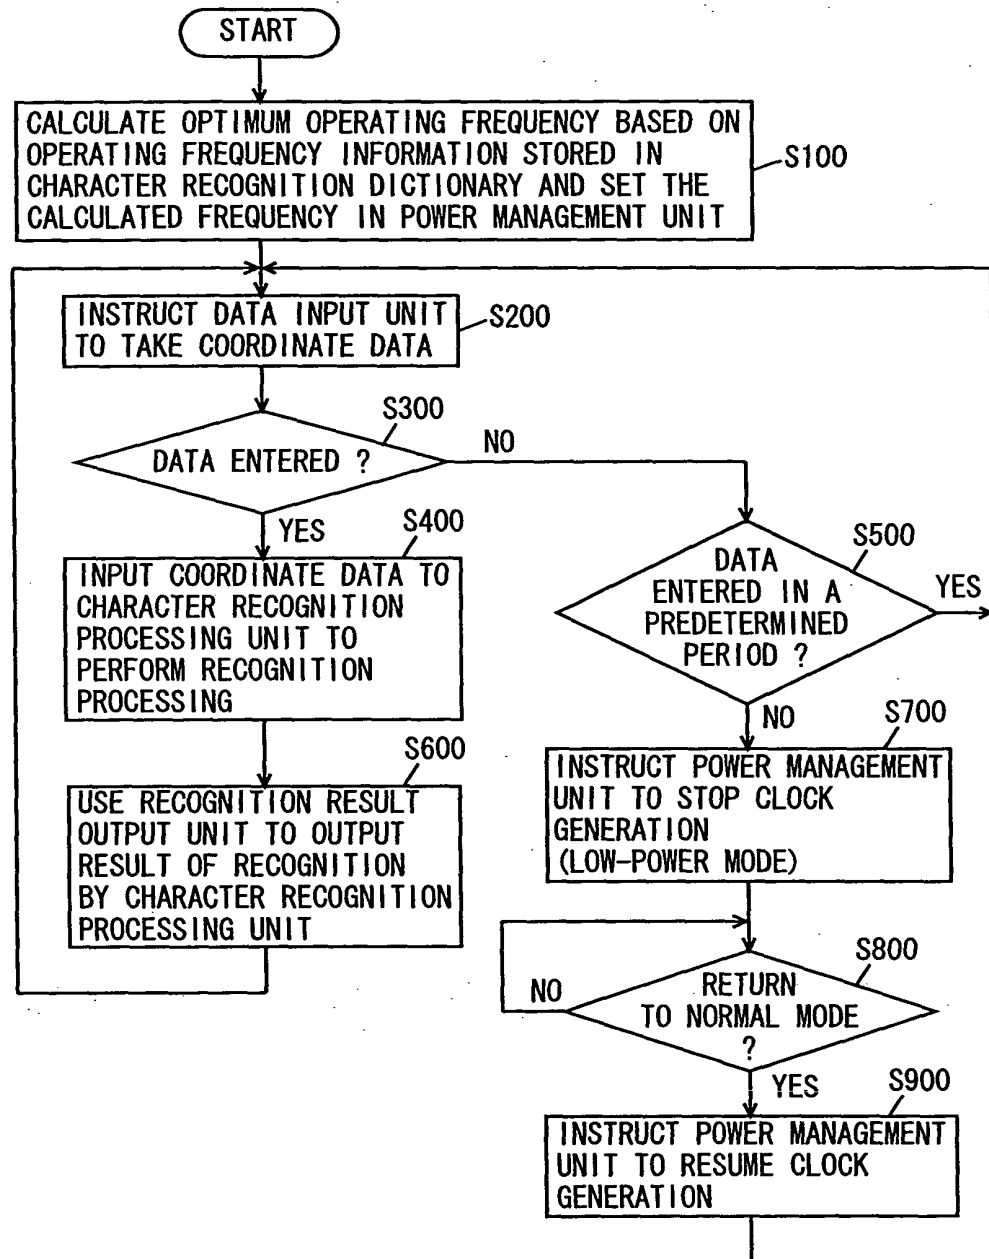 START
CALCULATE OPTIMUM OPERATING FREQUENCY BASED ON
OPERATING FREQUENCY INFORMATION STORED IN
CHARACTER RECOGNITION DICTIONARY AND SET THE
CALCULATED FREQUENCY IN POWER MANAGEMENT UNIT
S100
INSTRUCT DATA INPUT UNIT
TO TAKE COORDINATE DATA
S200
S300
DATA ENTERED ?
NO
YES
S400
INPUT COORDINATE DATA TO
CHARACTER RECOGNITION
PROCESSING UNIT TO
PERFORM RECOGNITION
PROCESSING
S500
DATA
ENTERED IN A
PREDETERMINED
PERIOD ?
YES
NO
S600
USE RECOGNITION RESULT
OUTPUT UNIT TO OUTPUT
RESULT OF RECOGNITION
BY CHARACTER RECOGNITION
PROCESSING UNIT
S700
INSTRUCT POWER MANAGEMENT
UNIT TO STOP CLOCK
GENERATION
(LOW-POWER MODE)
S800
RETURN
TO NORMAL MODE
?
NO
YES
S900
INSTRUCT POWER MANAGEMENT
UNIT TO RESUME CLOCK
GENERATION